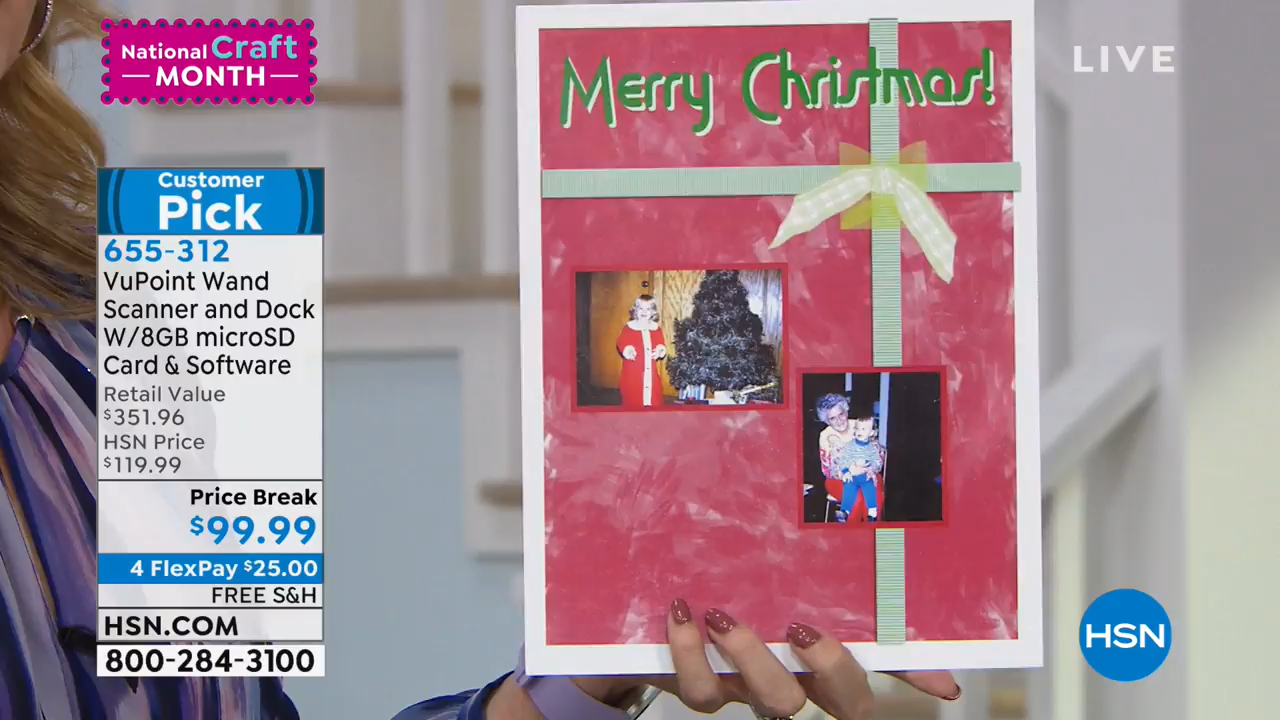 National Craft
MONTH
LIVE
Merry Christmas!
Customer
Pick
655-312
VuPoint Wand
Scanner and Dock
W/8GB microSD
Card & Software
Retail Value
$351.96
HSN Price
$119.99
Price Break
$99.99
4 FlexPay $25.00
FREE S&H
HSN.COM
800-284-3100
HSN